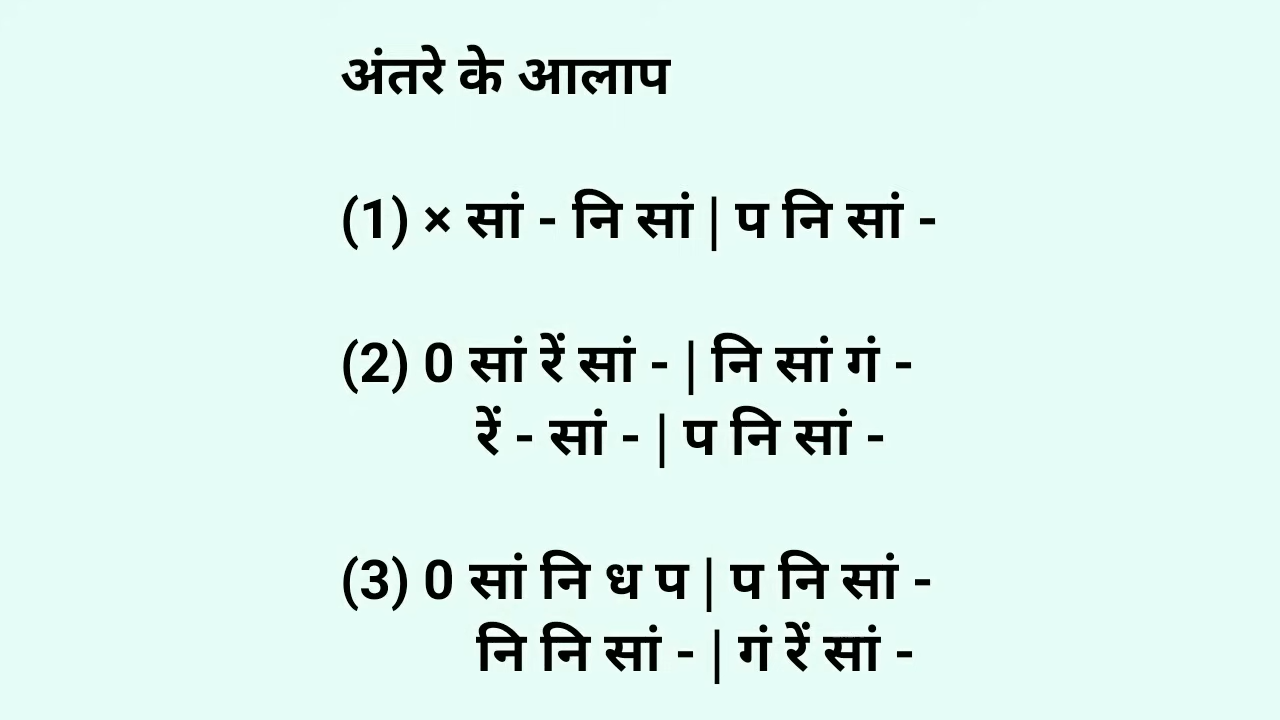 अंतरे के आलाप
(1) × सां - नि सां | प नि सां -
(2) 0 सां रें सां - | नि सां गं -
रें - सां - | प नि सां -
(3) 0 सां नि ध प | प नि सां -
नि नि सां - | गं रें सां -